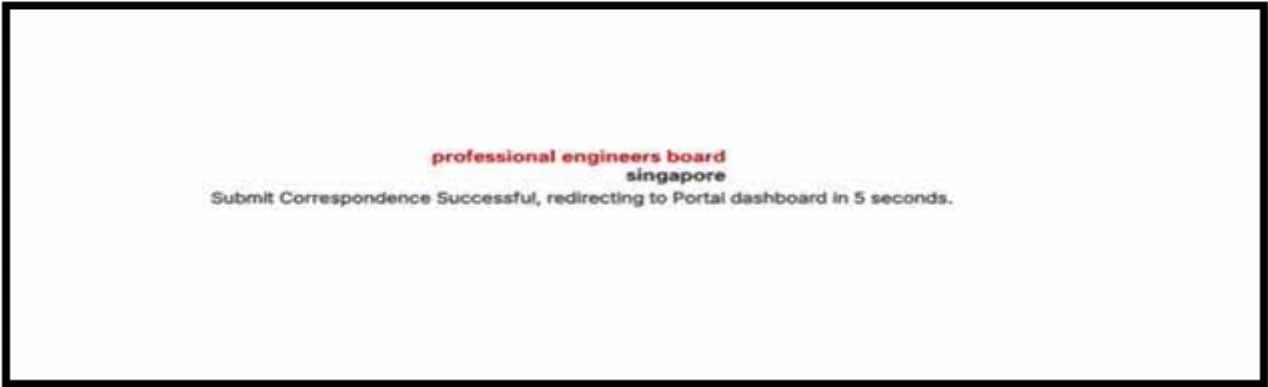 professional engineers board
singapore
Submit Correspondence Successful, redirecting to Portal dashboard in 5 seconds.